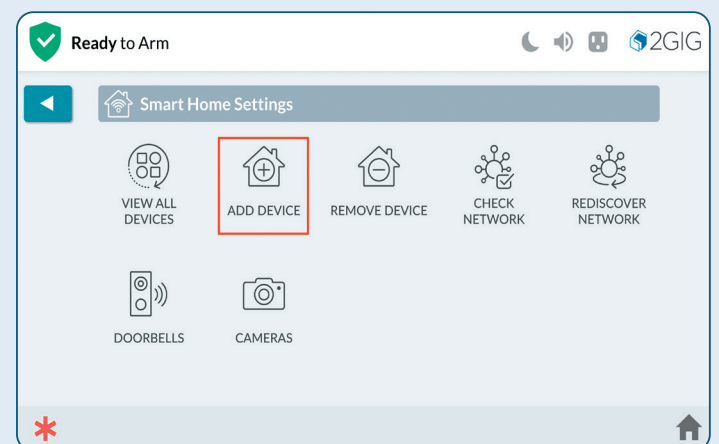 Ready to Arm
2GIG
Smart Home Settings
VIEW ALL
DEVICES
ADD DEVICE
REMOVE DEVICE
CHECK
NETWORK
REDISCOVER
NETWORK
DOORBELLS
CAMERAS